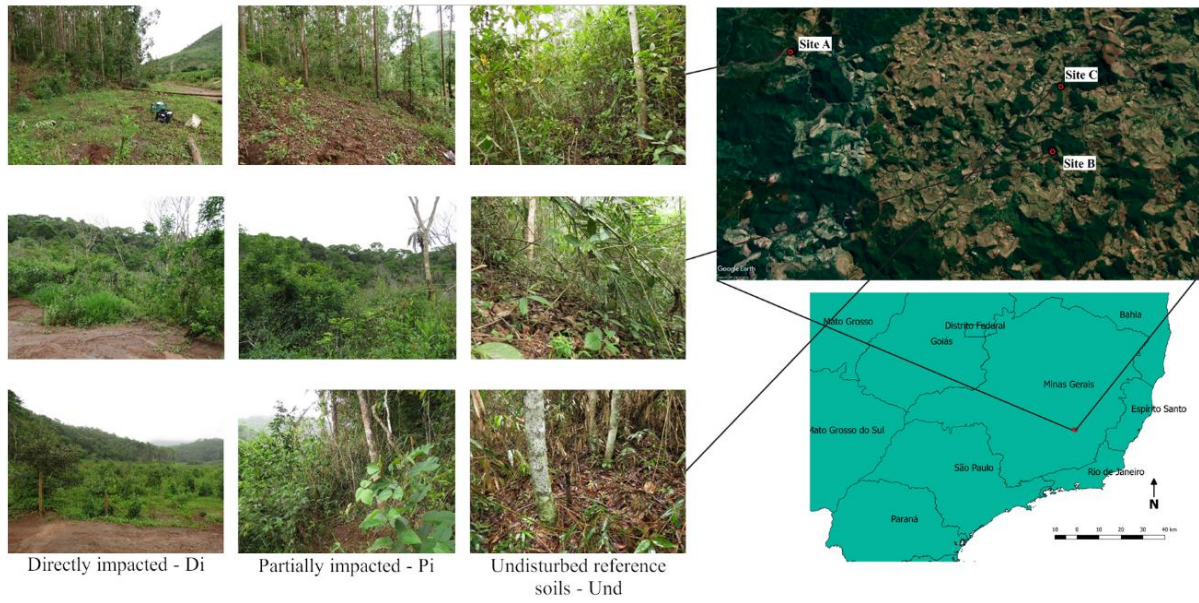 Site A
Site C
Site B
Google Earth
Bahia
Mato Grosso
Distrito Federal
Goiás
Minas Gerais
Espírito Santo
Mato Grosso do Sul
São Paulo
Rio de Janeiro
Paraná
N
10 0 10 20 30 40 km
Directly impacted - Di
Partially impacted - Pi
Undisturbed reference
soils - Und